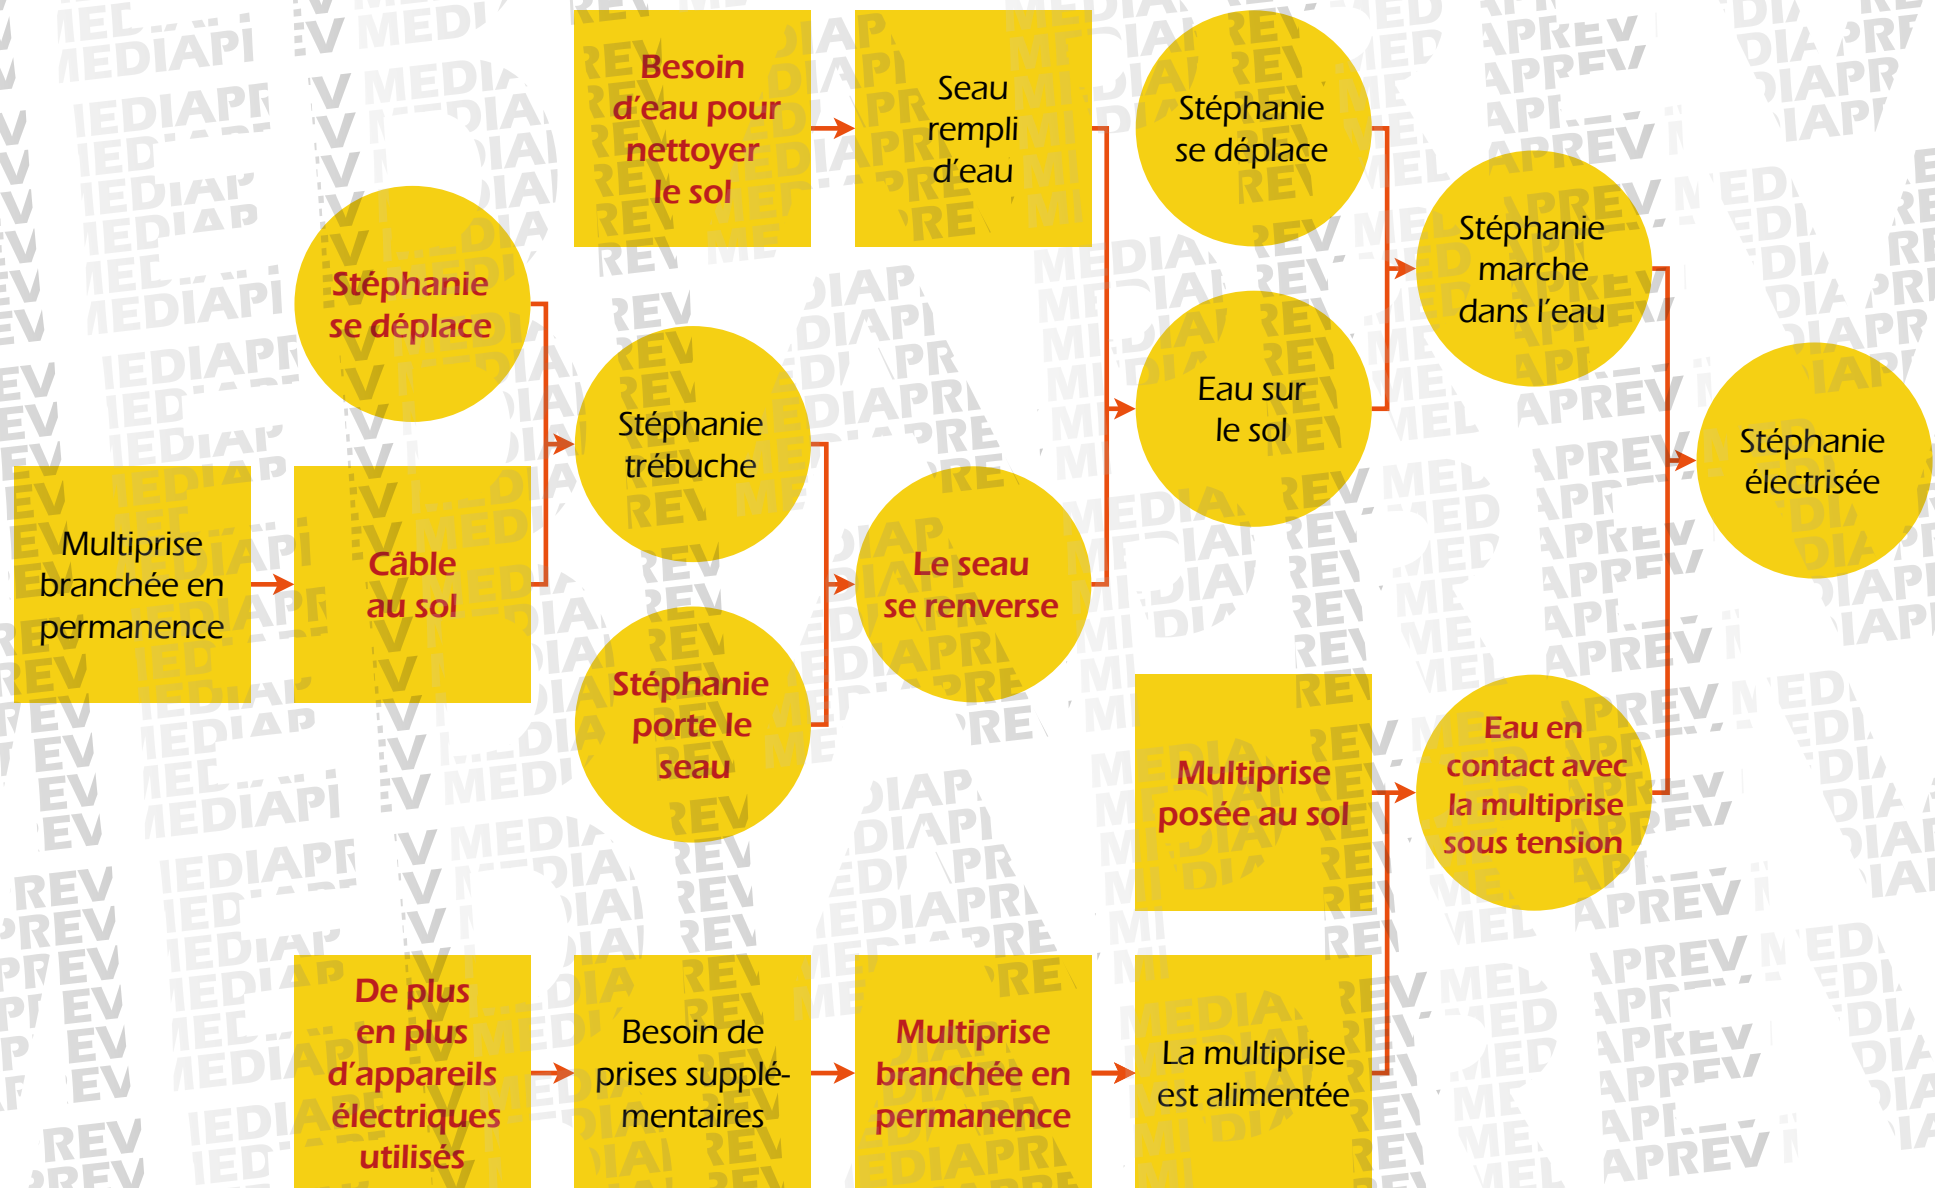 Besoin
d’eau pour
nettoyer
le sol
Seau
rempli
d’eau
Stéphanie
se déplace
Stéphanie
se déplace
Stéphanie
marche
dans l’eau
Stéphanie
trébuche
Eau sur
le sol
Stéphanie
électrisée
Multiprise
branchée en
permanence
Câble
au sol
Le seau
se renverse
Stéphanie
porte le
seau
Multiprise
posée au sol
Eau en
contact avec
la multiprise
sous tension
De plus
en plus
d’appareils
électriques
utilisés
Besoin de
prises supplé-
mentaires
Multiprise
branchée en
permanence
La multiprise
est alimentée